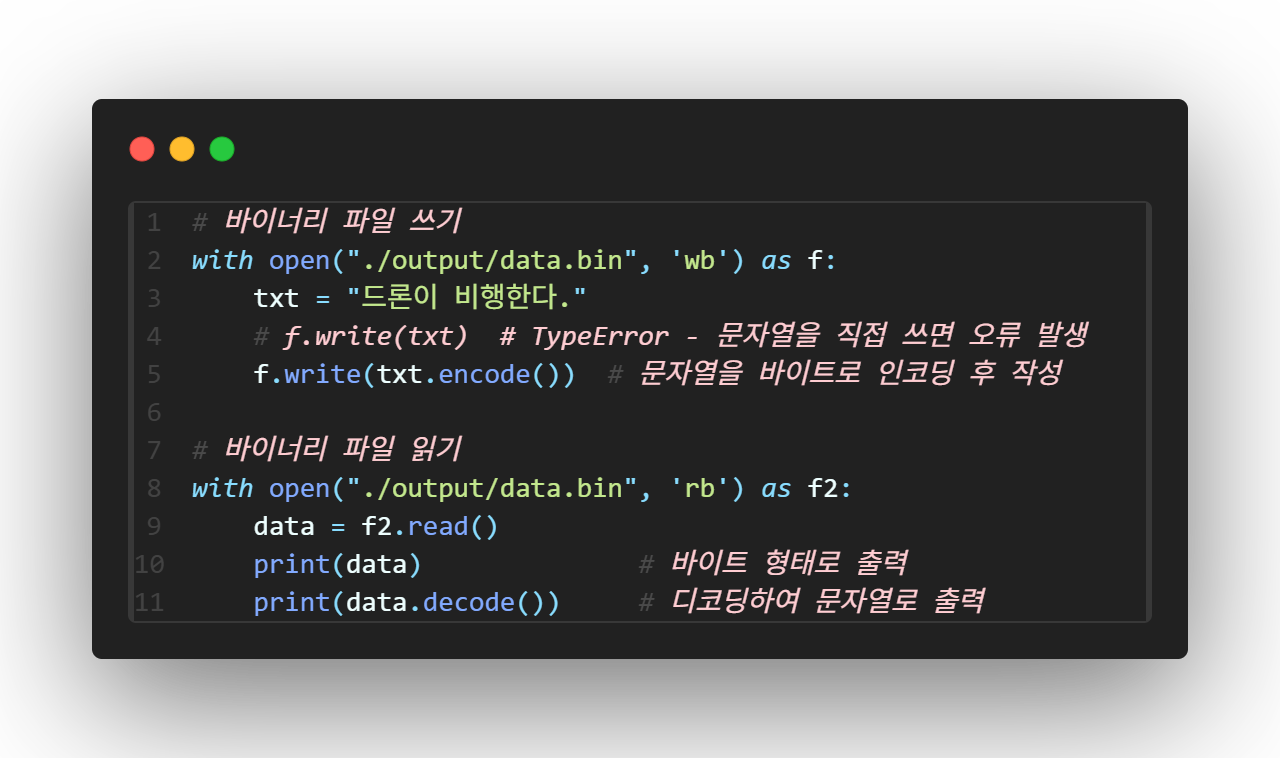 1 # 바이너리 파일 쓰기
2 with open("./output/data.bin", 'wb') as f:
3     txt = "드론이 비행한다."
4     # f.write(txt)  # TypeError - 문자열을 직접 쓰면 오류 발생
5     f.write(txt.encode())  # 문자열을 바이트로 인코딩 후 작성
6
7 # 바이너리 파일 읽기
8 with open("./output/data.bin", 'rb') as f2:
9     data = f2.read()
10     print(data)              # 바이트 형태로 출력
11     print(data.decode())     # 디코딩하여 문자열로 출력